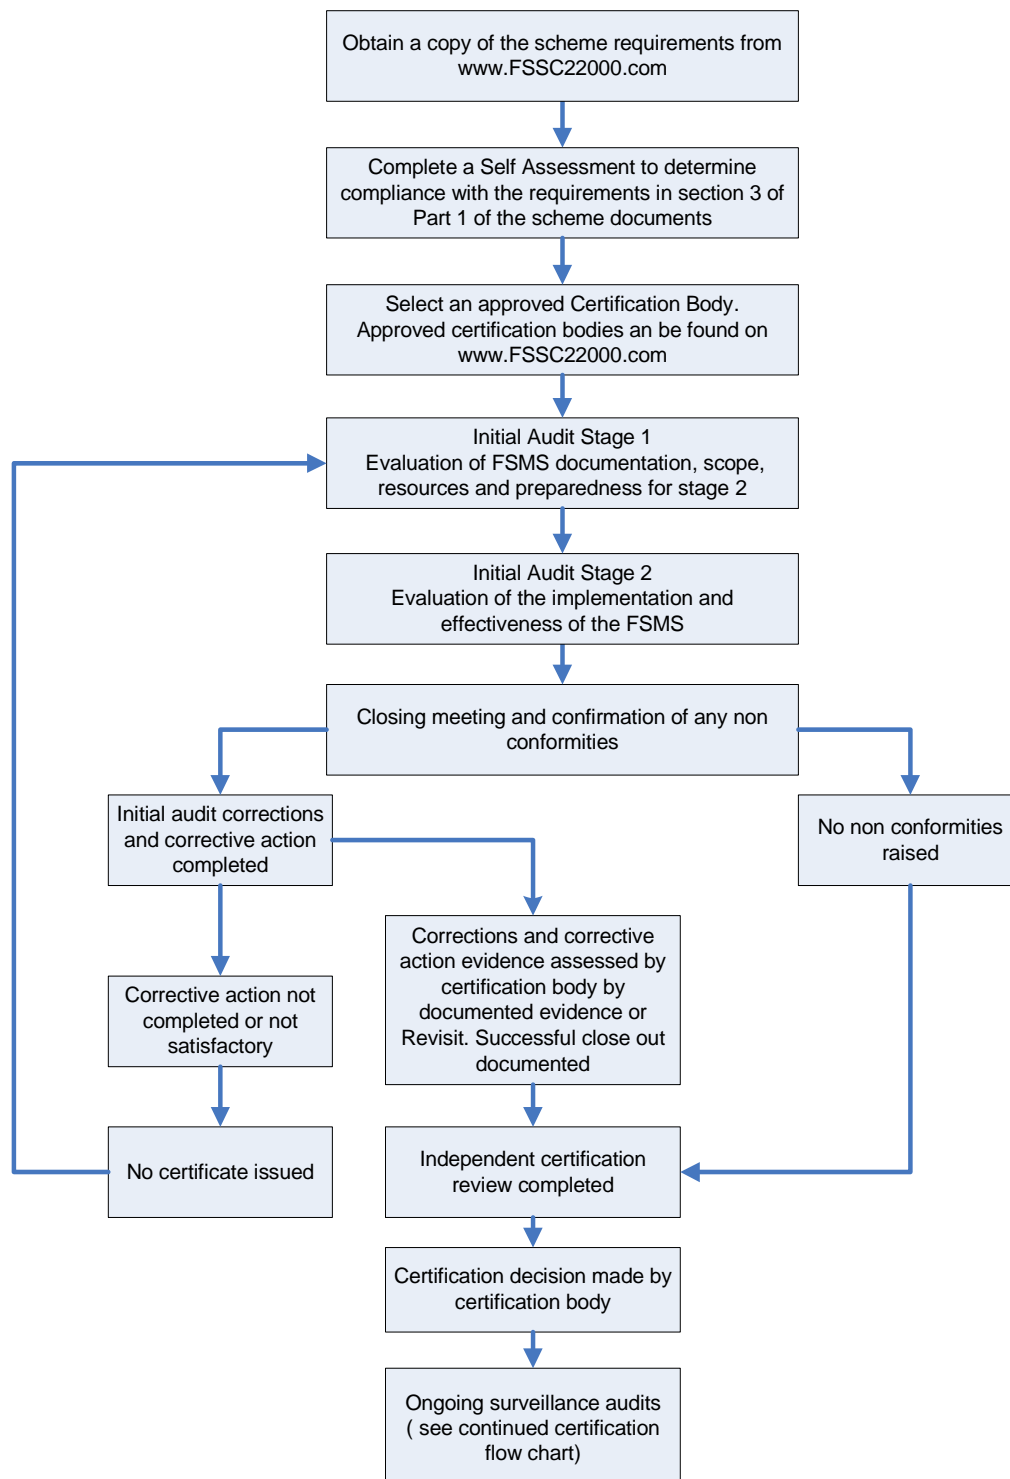 Obtain a copy of the scheme requirements from
www.FSSC22000.com
Complete a Self Assessment to determine
compliance with the requirements in section 3 of
Part 1 of the scheme documents
Select an approved Certification Body.
Approved certification bodies an be found on
www.FSSC22000.com
Initial Audit Stage 1
Evaluation of FSMS documentation, scope,
resources and preparedness for stage 2
Initial Audit Stage 2
Evaluation of the implementation and
effectiveness of the FSMS
Closing meeting and confirmation of any non
conformities
Initial audit corrections
and corrective action
completed
No non conformities
raised
Corrections and corrective
action evidence assessed by
certification body by
documented evidence or
Revisit. Successful close out
documented
Corrective action not
completed or not
satisfactory
No certificate issued
Independent certification
review completed
Certification decision made by
certification body
Ongoing surveillance audits
( see continued certification
flow chart)